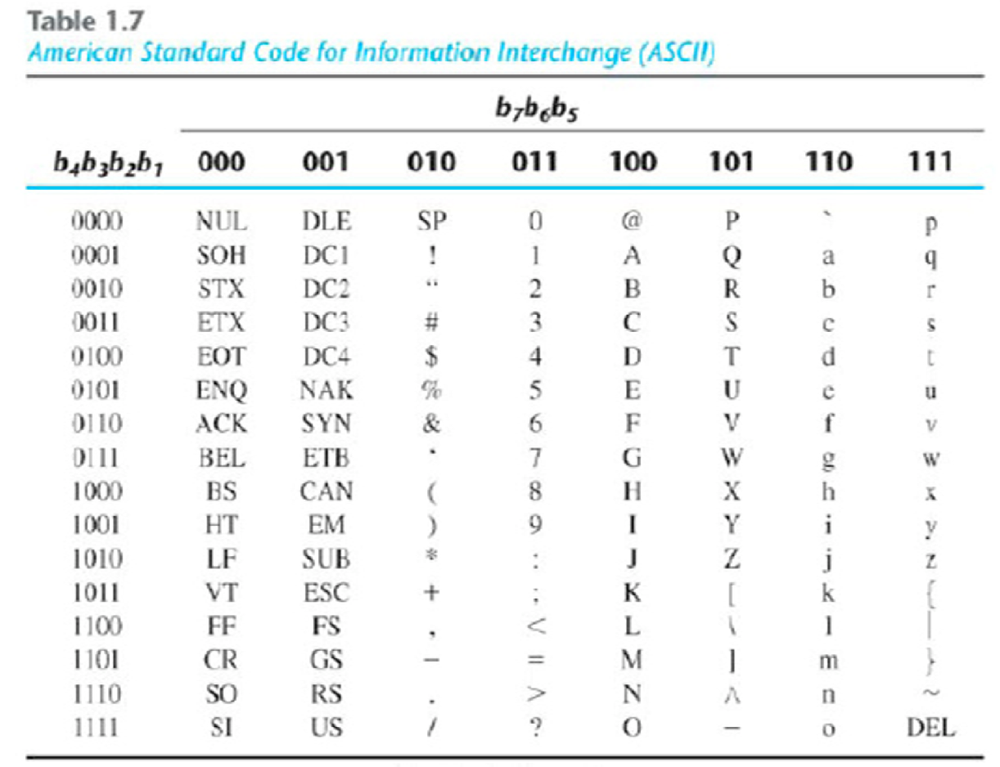 Table 1.7
American Standard Code for Information Interchange (ASCII)
b7b6b5
b4b3b2b1 000 001 010 011 100 101 110 111
0000 NUL DLE SP 0 @ P ` p
0001 SOH DC1 ! 1 A Q a q
0010 STX DC2 “ 2 B R b r
0011 ETX DC3 # 3 C S c s
0100 EOT DC4 $ 4 D T d t
0101 ENQ NAK % 5 E U e u
0110 ACK SYN & 6 F V f v
0111 BEL ETB ‘ 7 G W g w
1000 BS CAN ( 8 H X h x
1001 HT EM ) 9 I Y i y
1010 LF SUB * : J Z j z
1011 VT ESC + ; K [ k {
1100 FF FS , < L \ l |
1101 CR GS − = M ] m }
1110 SO RS . > N ∧ n ~
1111 SI US / ? O − o DEL